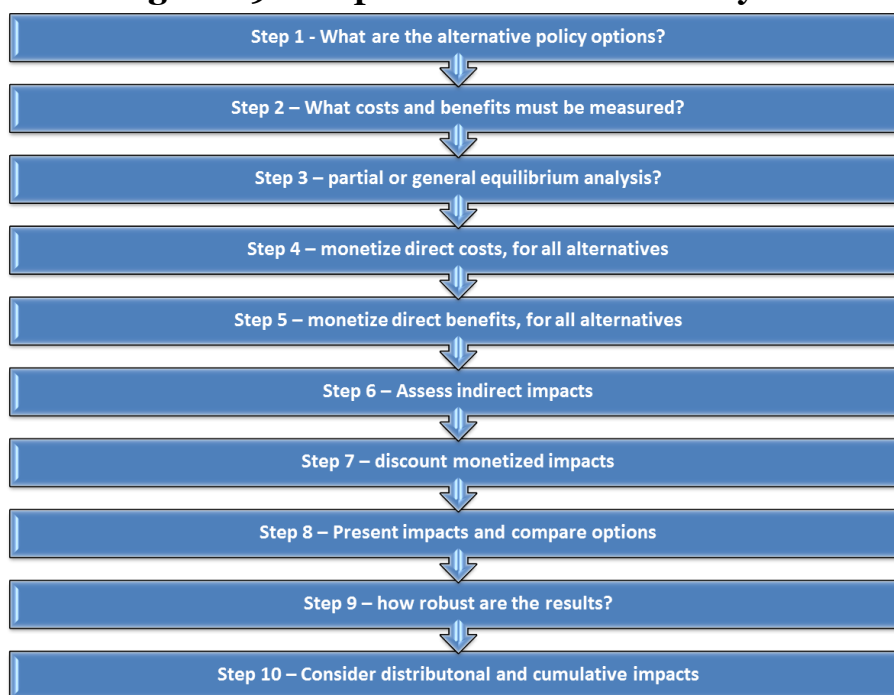 Step 1 - What are the alternative policy options?
Step 2 – What costs and benefits must be measured?
Step 3 – partial or general equilibrium analysis?
Step 4 – monetize direct costs, for all alternatives
Step 5 – monetize direct benefits, for all alternatives
Step 6 – Assess indirect impacts
Step 7 – discount monetized impacts
Step 8 – Present impacts and compare options
Step 9 – how robust are the results?
Step 10 – Consider distributonal and cumulative impacts